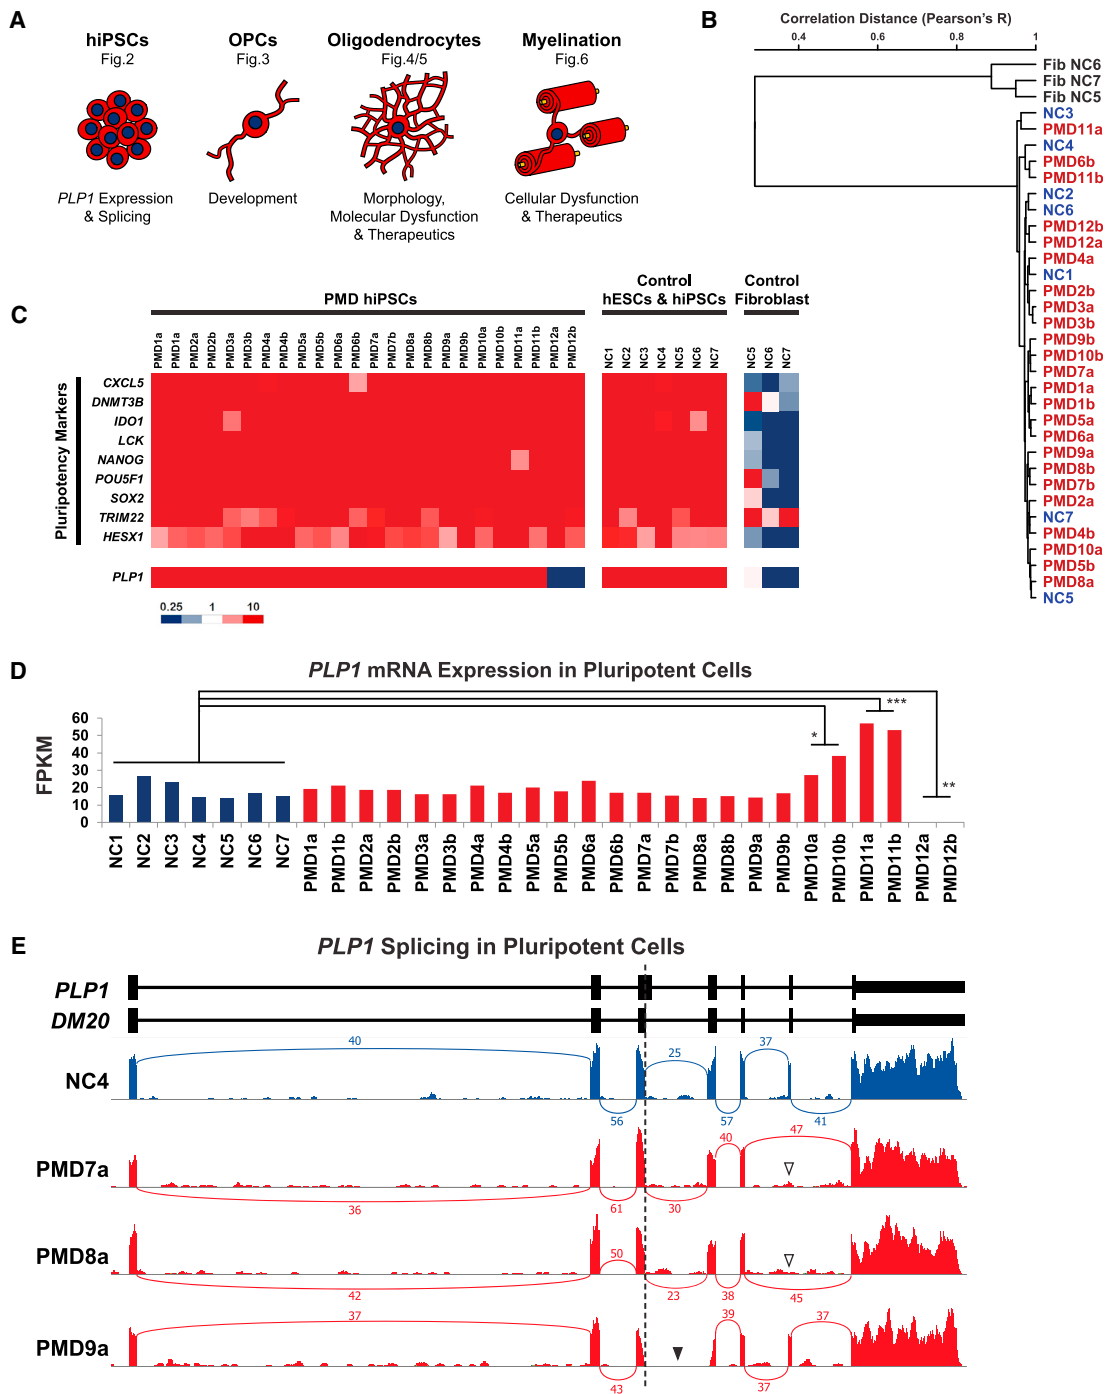 A
hiPSCs
Fig.2
PLP1 Expression
& Splicing
OPCs
Fig.3
Development
Oligodendrocytes
Fig.4/5
Morphology,
Molecular Dysfunction
& Therapeutics
Myelination
Fig.6
Cellular Dysfunction
& Therapeutics
B
Correlation Distance (Pearson's R)
0.4 0.6 0.8 1
Fib NC6
Fib NC7
Fib NC5
NC3
PMD11a
NC4
PMD6b
PMD11b
NC2
NC6
PMD12b
PMD12a
PMD4a
NC1
PMD2b
PMD3a
PMD3b
PMD9b
PMD10b
PMD7a
PMD1a
PMD1b
PMD5a
PMD6a
PMD9a
PMD8b
PMD7b
PMD2a
NC7
PMD4b
PMD10a
PMD5b
PMD8a
NC5
C
PMD hiPSCs
Control
hESCs & hiPSCs
Control
Fibroblast
PMD1a PMD1a PMD2a PMD2b PMD3a PMD3b PMD4a PMD4b PMD5a PMD5b PMD6a PMD6b PMD7a PMD7b PMD8a PMD8b PMD9a PMD9b PMD10a PMD10b PMD11a PMD11b PMD12a PMD12b
NC1 NC2 NC3 NC4 NC5 NC6 NC7
NC5 NC6 NC7
Pluripotency Markers
CXCL5
DNMT3B
IDO1
LCK
NANOG
POU5F1
SOX2
TRIM22
HESX1
PLP1
0.25 1 10
D
PLP1 mRNA Expression in Pluripotent Cells
FPKM
60
50
40
30
20
10
0
* *** **
NC1 NC2 NC3 NC4 NC5 NC6 NC7 PMD1a PMD1b PMD2a PMD2b PMD3a PMD3b PMD4a PMD4b PMD5a PMD5b PMD6a PMD6b PMD7a PMD7b PMD8a PMD8b PMD9a PMD9b PMD10a PMD10b PMD11a PMD11b PMD12a PMD12b
E
PLP1 Splicing in Pluripotent Cells
PLP1
DM20
NC4
40 25 37
56 57 41
PMD7a
40 47
36 61 30
PMD8a
50
42 23 38 45
PMD9a
37 39 37
43 37